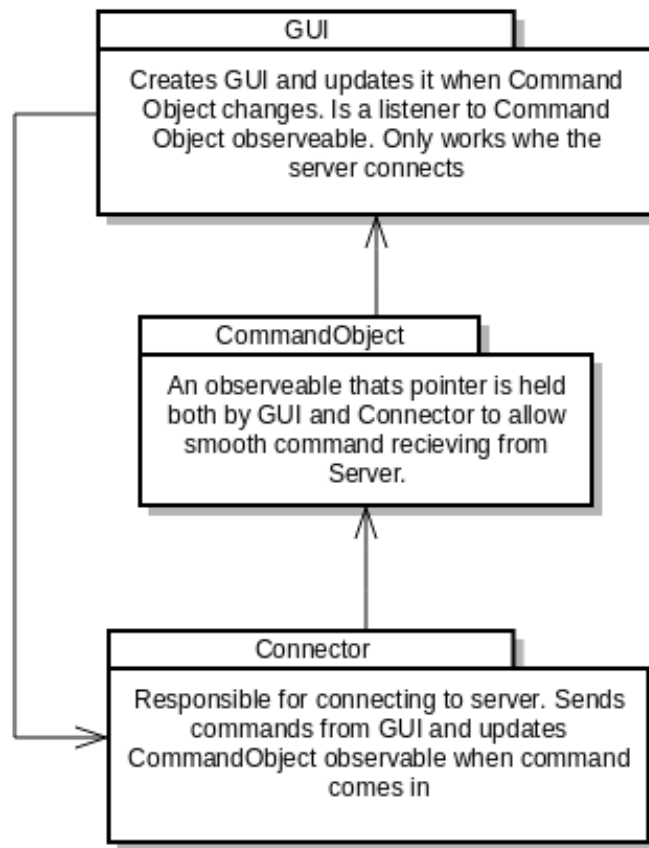 GUI
Creates GUI and updates it when Command
Object changes. Is a listener to Command
Object observeable. Only works whe the
server connects
CommandObject
An observeable thats pointer is held
both by GUI and Connector to allow
smooth command recieving from
Server.
Connector
Responsible for connecting to server. Sends
commands from GUI and updates
CommandObject observable when command
comes in